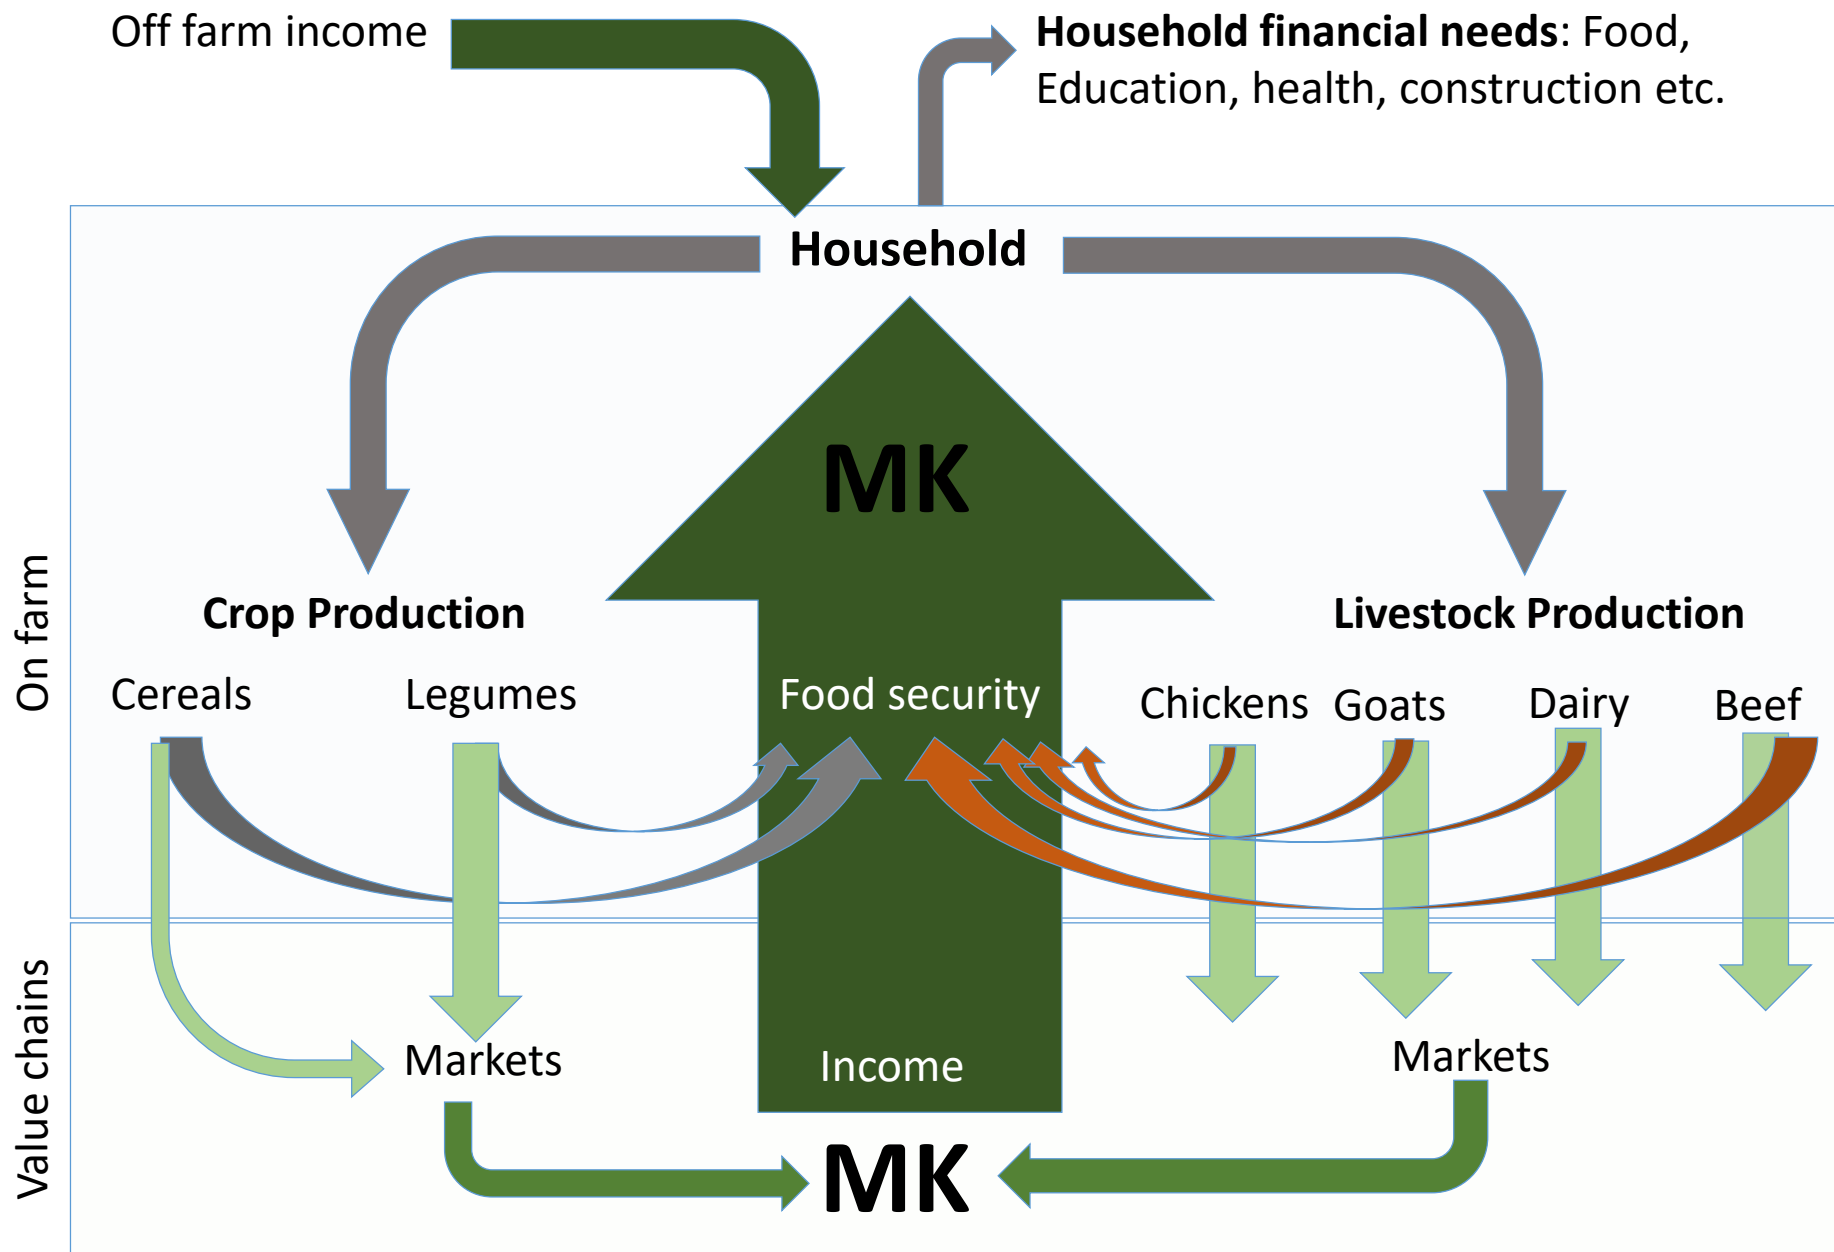 Off farm income
Household financial needs: Food,
Education, health, construction etc.
Household
MK
On farm
Crop Production
Livestock Production
Cereals
Legumes
Food security
Chickens
Goats
Dairy
Beef
Value chains
Markets
Income
Markets
MK